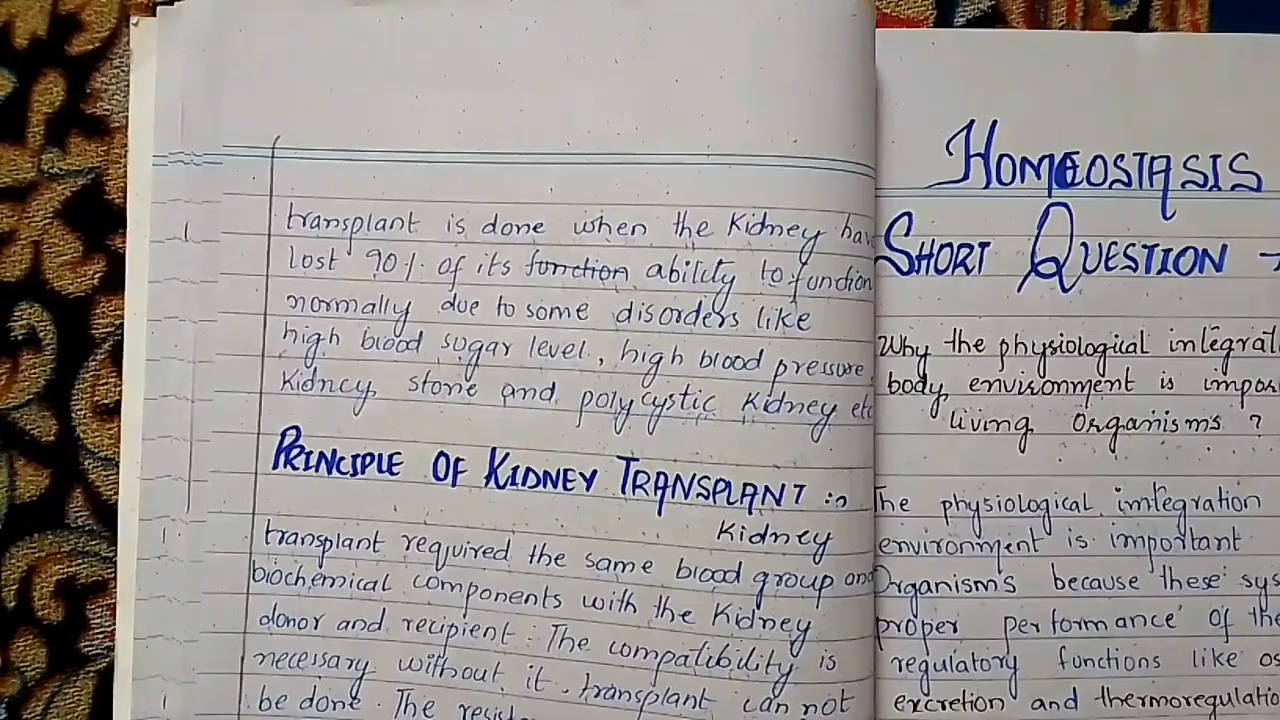 transplant is done when the Kidney hav
lost 90%. of its function ability to function
normally due to some disorders like
high blood sugar level, high blood pressure,
Kidney stone and polycystic Kidney etc
PRINCIPLE OF KIDNEY TRANSPLANT :-
Kidney
transplant required the same blood group and
biochemical components with the Kidney
donor and recipient. The compatibility is
necessary without it, transplant can not
be done. The resist
HOMEOSTASIS
SHORT QUESTION →
Why the physiological integrati
body, environment is impor
living Organisms ?
The physiological integration
environment is important
Organism's because these sys
proper performance of the
regulatory functions like os
excretion and thermoregulatio